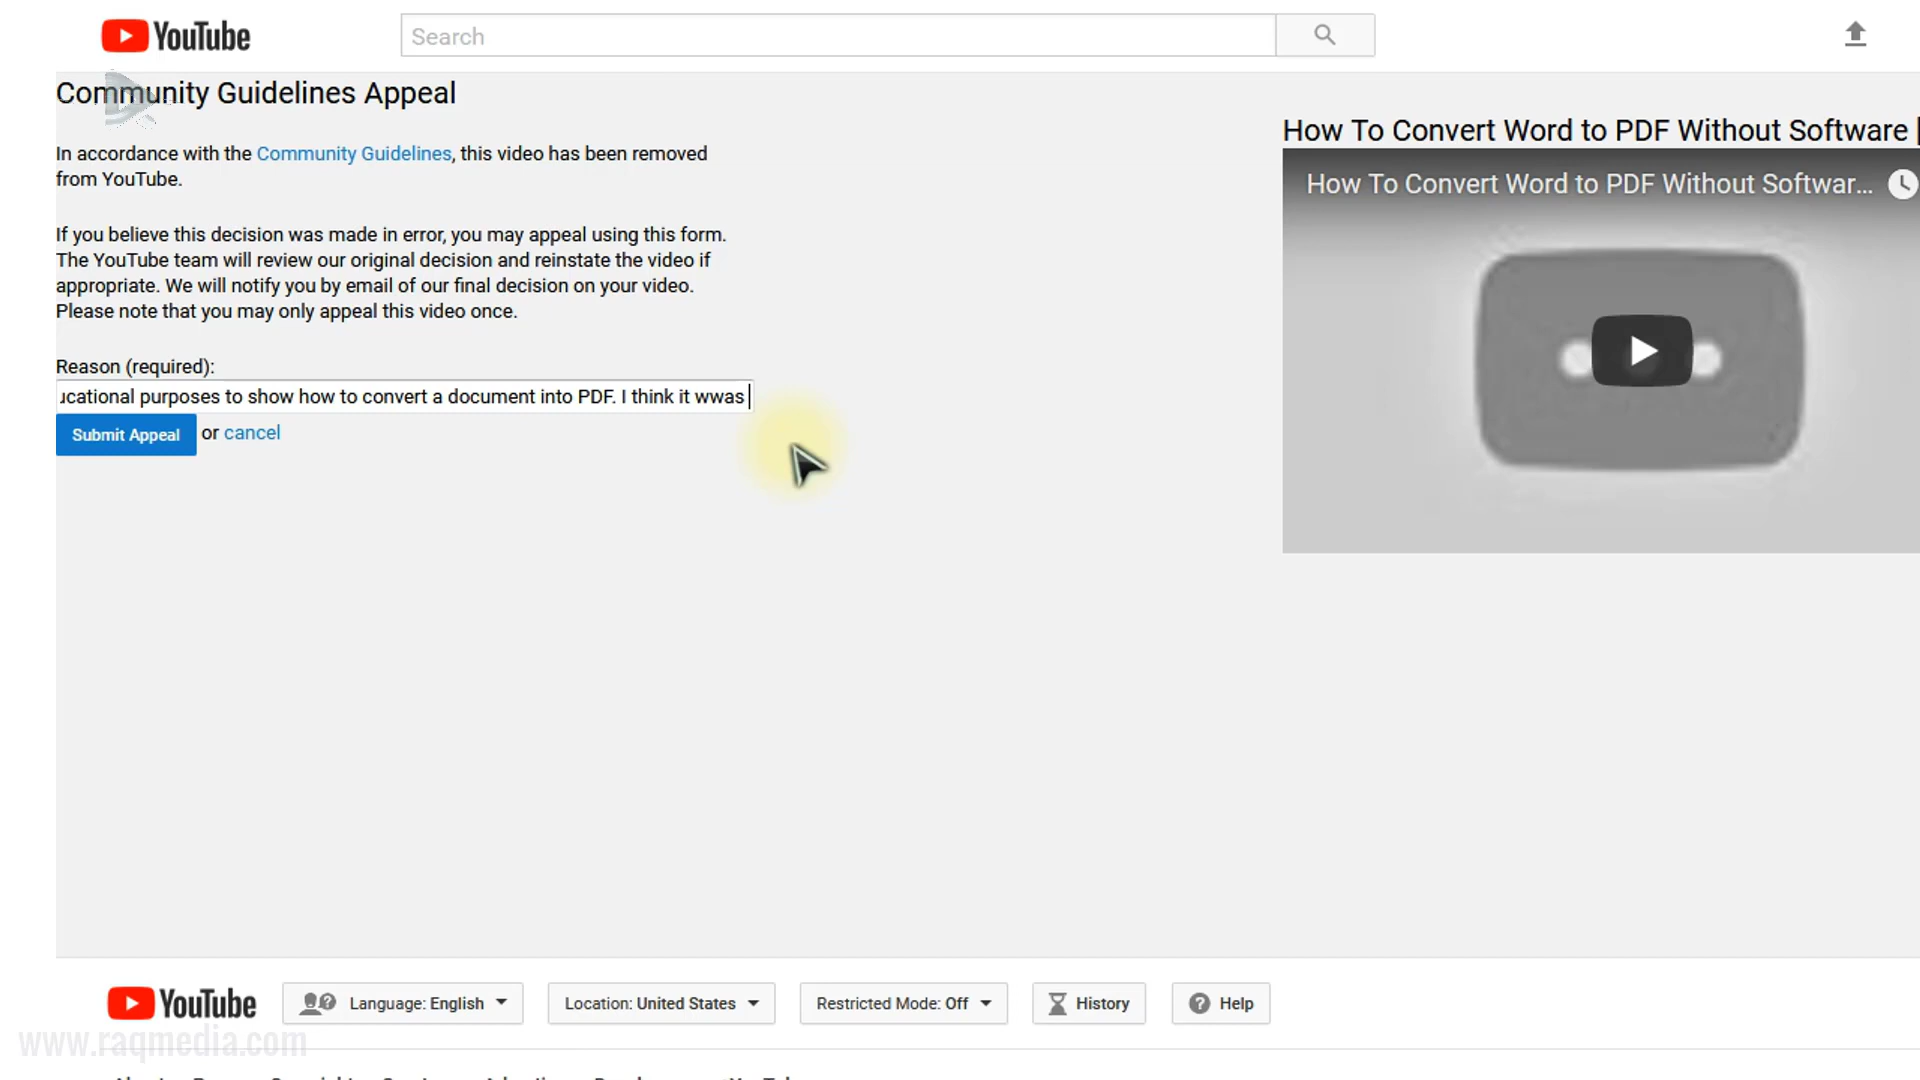 YouTube
Search
Community Guidelines Appeal
In accordance with the Community Guidelines, this video has been removed
from YouTube.
If you believe this decision was made in error, you may appeal using this form.
The YouTube team will review our original decision and reinstate the video if
appropriate. We will notify you by email of our final decision on your video.
Please note that you may only appeal this video once.
Reason (required):
ucational purposes to show how to convert a document into PDF. I think it wwas
Submit Appeal or cancel
How To Convert Word to PDF Without Software
How To Convert Word to PDF Without Softwar...
YouTube Language: English Location: United States Restricted Mode: Off History Help
www.raqmedia.com